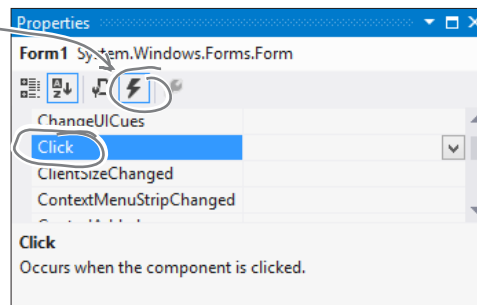 Properties
Form1 System.Windows.Forms.Form
ChangeUICues
Click
ClientSizeChanged
ContextMenuStripChanged
Click
Occurs when the component is clicked.